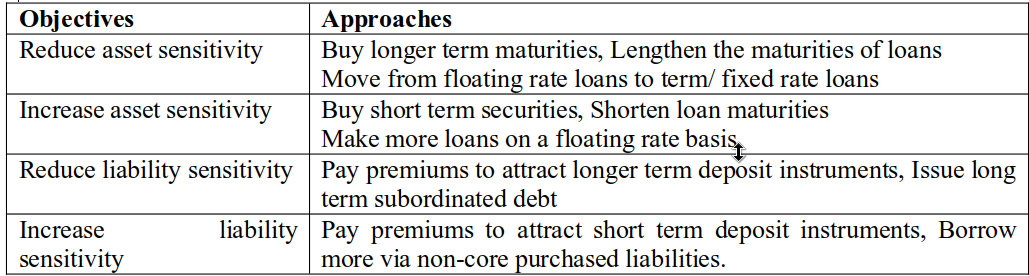 Objectives Approaches
Reduce asset sensitivity Buy longer term maturities, Lengthen the maturities of loans
Move from floating rate loans to term/ fixed rate loans
Increase asset sensitivity Buy short term securities, Shorten loan maturities
Make more loans on a floating rate basis.
Reduce liability sensitivity Pay premiums to attract longer term deposit instruments, Issue long
term subordinated debt
Increase liability Pay premiums to attract short term deposit instruments, Borrow
sensitivity more via non-core purchased liabilities.